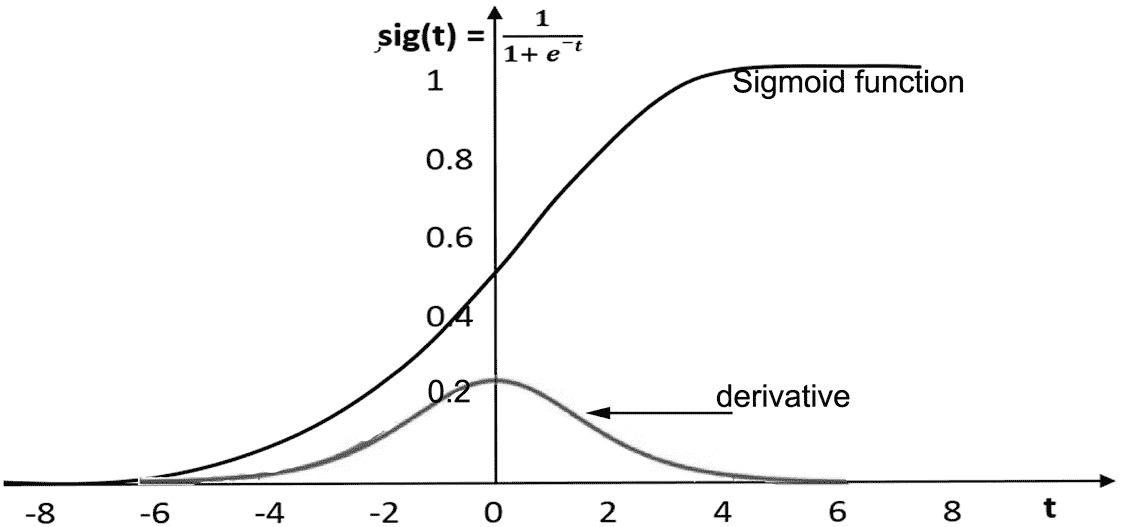 sig(t) = 1 / 1 + e^-t
1
Sigmoid function
0.8
0.6
0.4
0.2
derivative
-8 -6 -4 -2 0 2 4 6 8 t